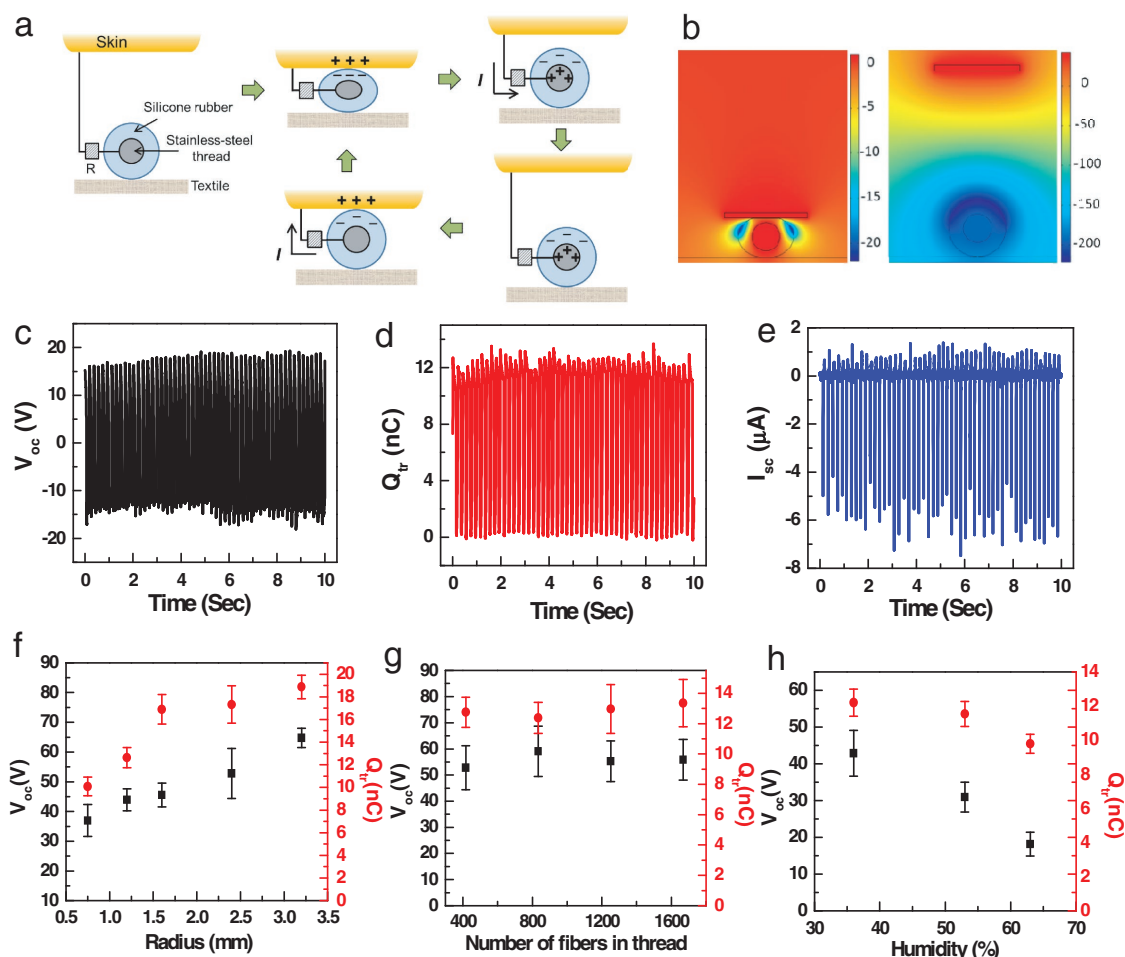 a
Skin
Silicone rubber
Stainless-steel
thread
R
Textile
+ + +
− − −
I
− − −
+ + +
+ + +
− − −
I
− − −
+ + +
b
0
-5
-10
-15
-20
0
-50
-100
-150
-200
c
20
10
0
-10
-20
V_oc (V)
0 2 4 6 8 10
Time (Sec)
d
12
8
4
0
Q_tr (nC)
0 2 4 6 8 10
Time (Sec)
e
2
0
-2
-4
-6
-8
I_sc (μA)
0 2 4 6 8 10
Time (Sec)
f
90
80
70
60
50
40
30
20
10
V_oc(V)
20
18
16
14
12
10
8
6
4
2
0
Q_tr(nC)
0.5 1.0 1.5 2.0 2.5 3.0 3.5
Radius (mm)
g
90
80
70
60
50
40
30
20
10
0
V_oc(V)
14
12
10
8
6
4
2
0
Q_tr(nC)
400 800 1200 1600
Number of fibers in thread
h
60
50
40
30
20
10
0
V_oc(V)
14
12
10
8
6
4
2
0
Q_tr(nC)
30 40 50 60 70
Humidity (%)